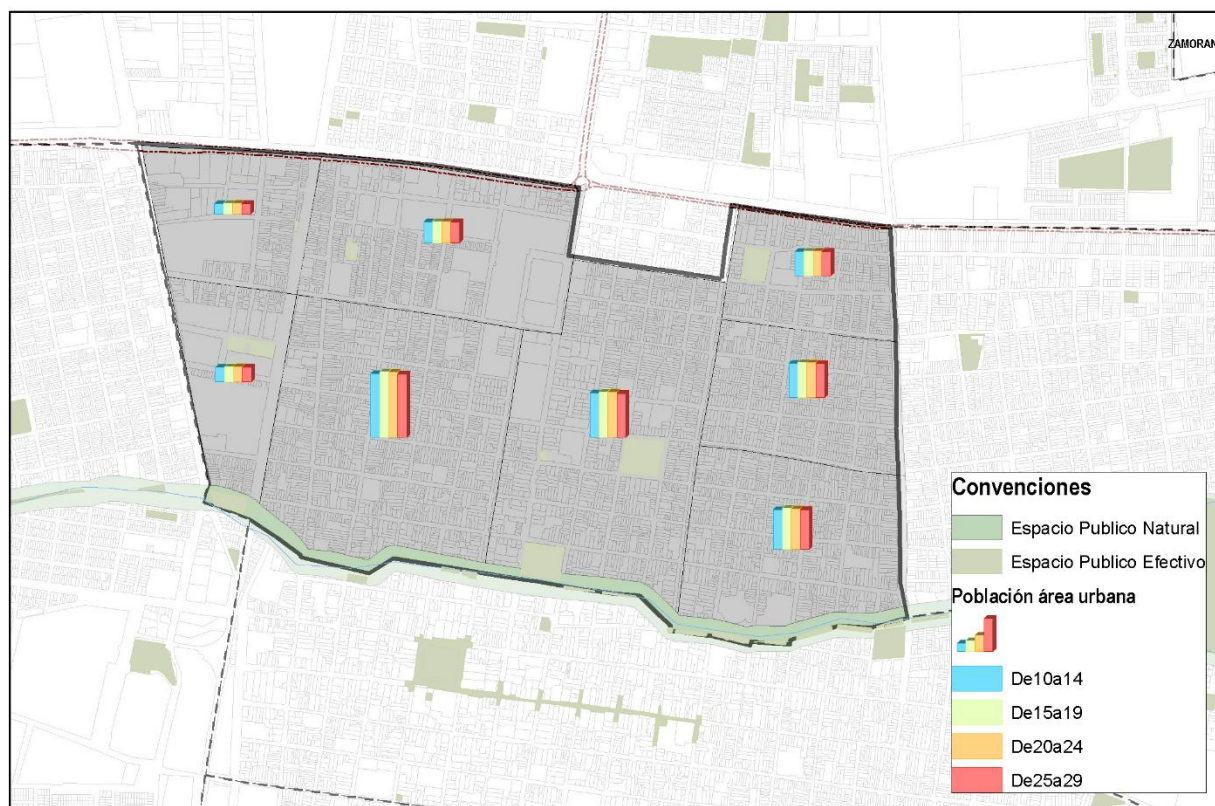 ZAMORAN
Convenciones
Espacio Publico Natural
Espacio Publico Efectivo
Población área urbana
De10a14
De15a19
De20a24
De25a29